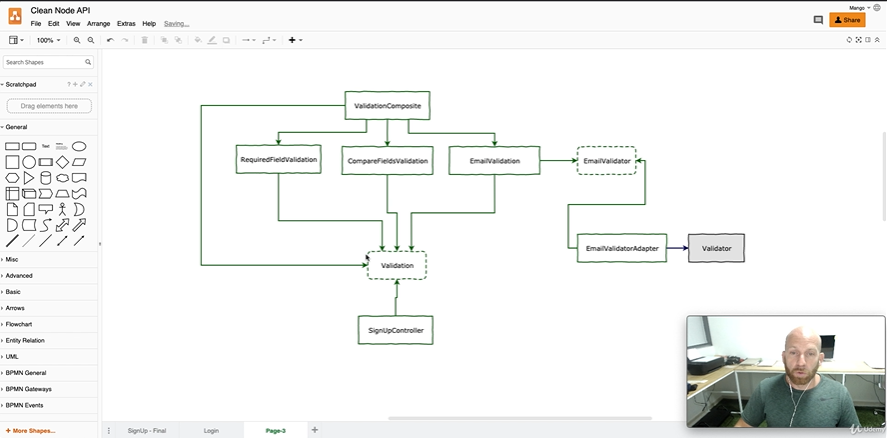 Clean Node API
File Edit View Arrange Extras Help Saving...
Mango
Share
100%
Search Shapes
Scratchpad
Drag elements here
General
Text
Misc
Advanced
Basic
Arrows
Flowchart
Entity Relation
UML
BPMN General
BPMN Gateways
BPMN Events
+ More Shapes...
ValidationComposite
RequiredFieldValidation
CompareFieldsValidation
EmailValidation
EmailValidator
EmailValidatorAdapter
Validator
Validation
SignUpController
SignUp - Final
Login
Page-3
Udemy